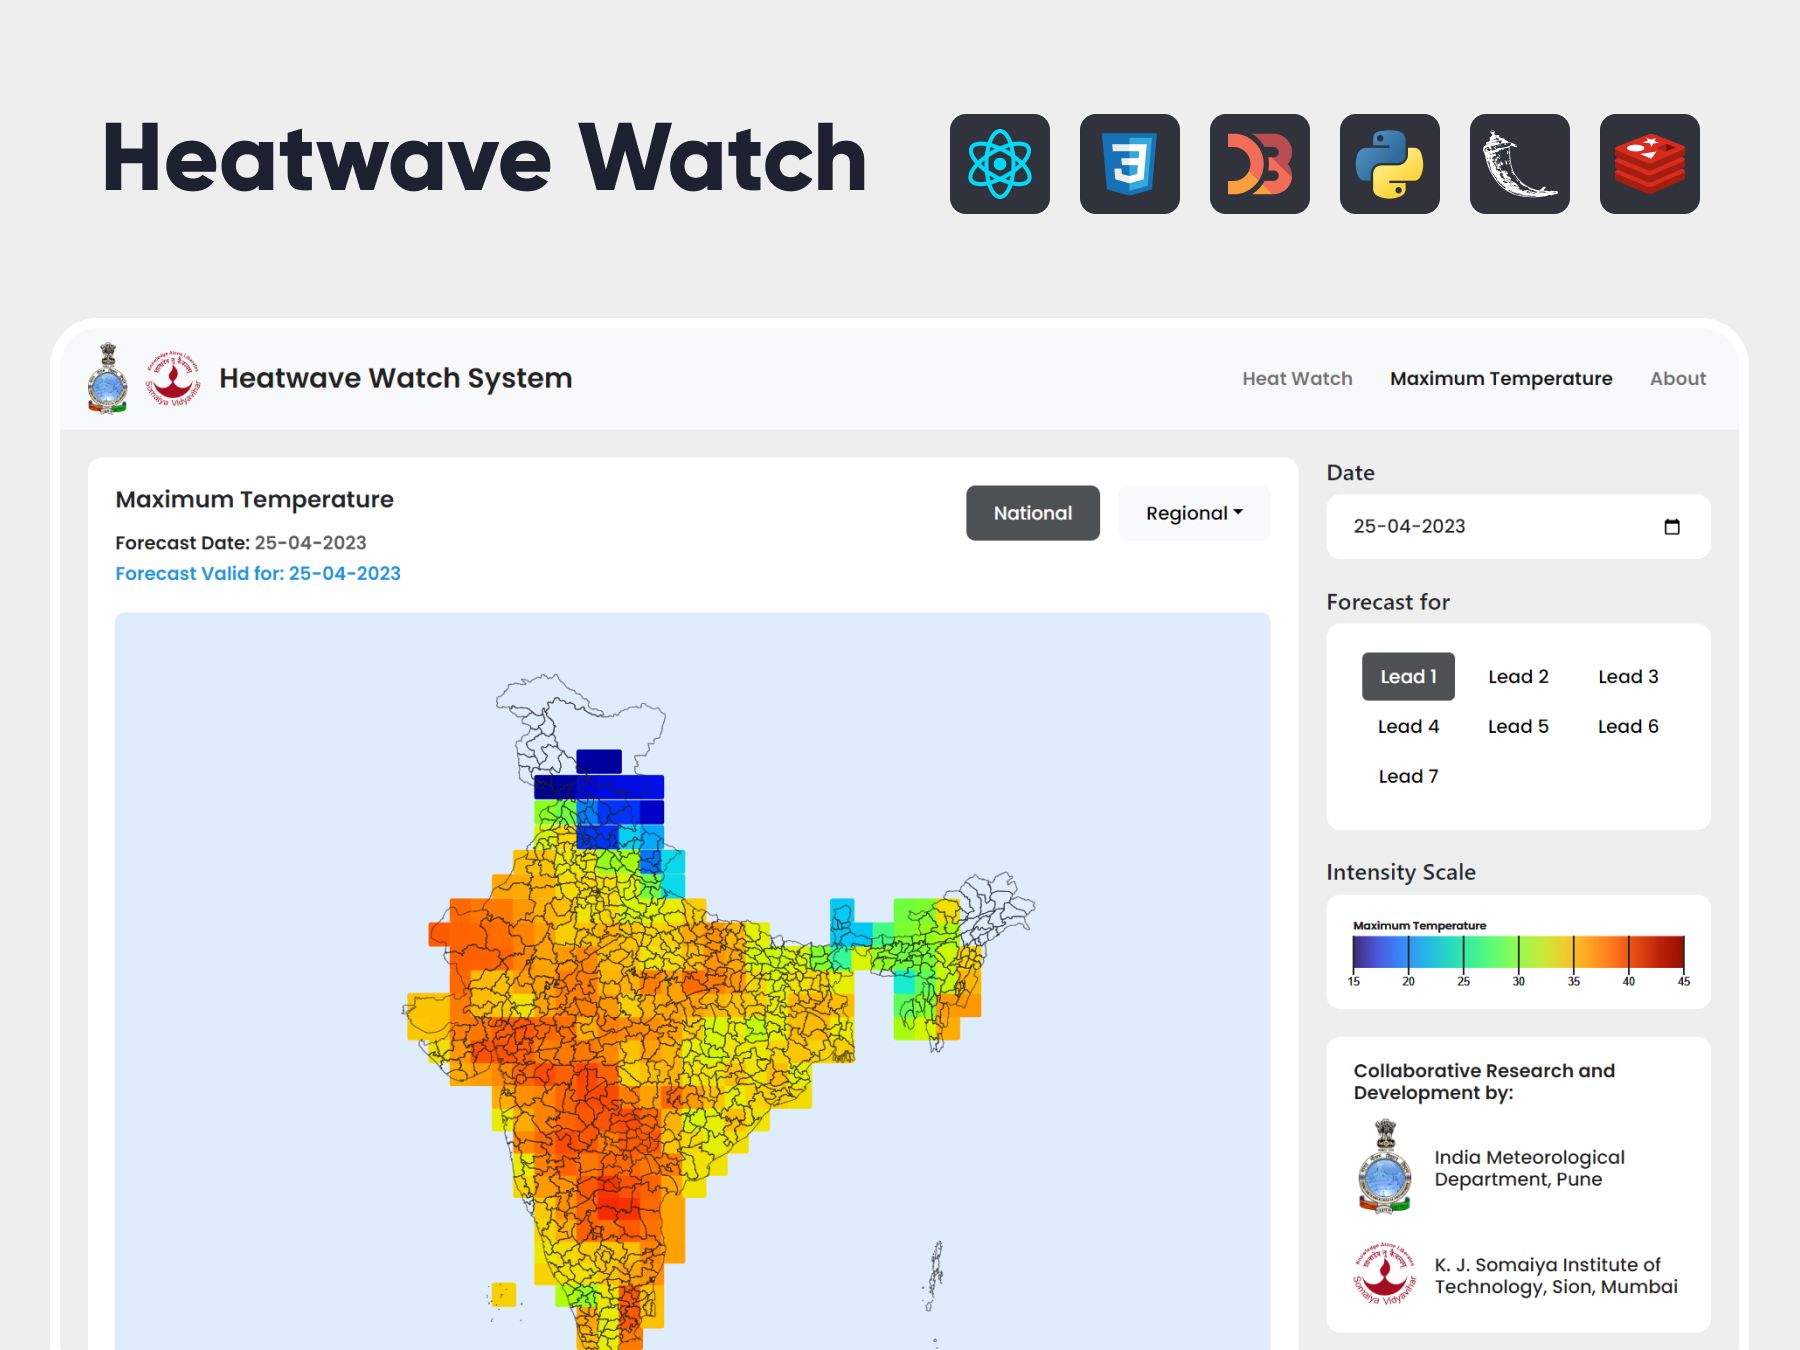 Heatwave Watch
Heatwave Watch System
Heat Watch
Maximum Temperature
About
Maximum Temperature
Forecast Date: 25-04-2023
Forecast Valid for: 25-04-2023
National
Regional
Date
25-04-2023
Forecast for
Lead 1
Lead 2
Lead 3
Lead 4
Lead 5
Lead 6
Lead 7
Intensity Scale
Maximum Temperature
15 20 25 30 35 40 45
Collaborative Research and
Development by:
India Meteorological
Department, Pune
Somaiya Vidyavihar
K. J. Somaiya Institute of
Technology, Sion, Mumbai